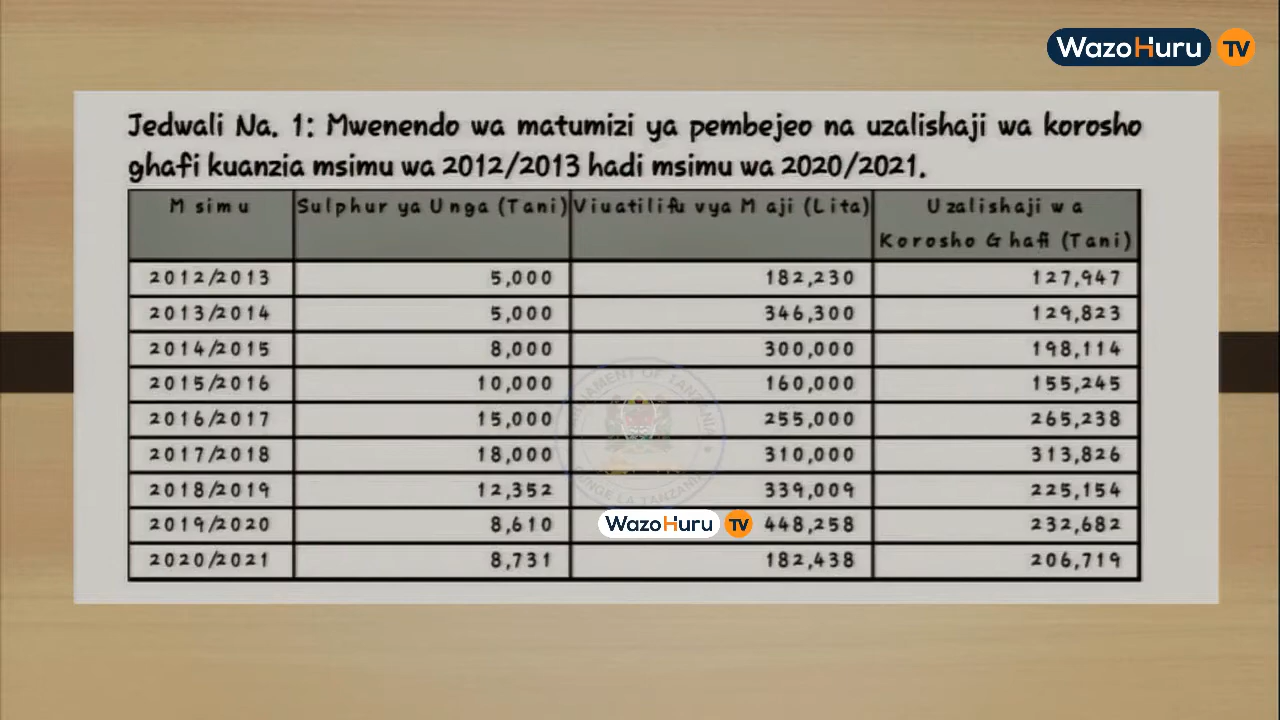 WazoHuru TV
Jedwali Na. 1: Mwenendo wa matumizi ya pembejeo na uzalishaji wa korosho
ghafi kuanzia msimu wa 2012/2013 hadi msimu wa 2020/2021.
Msimu Sulphur ya Unga (Tani) Viuatilifu vya Maji (Lita) Uzalishaji wa
Korosho Ghafi (Tani)
2012/2013 5,000 182,230 127,947
2013/2014 5,000 346,300 129,823
2014/2015 8,000 300,000 198,114
2015/2016 10,000 160,000 155,245
2016/2017 15,000 255,000 265,238
2017/2018 18,000 310,000 313,826
2018/2019 12,352 339,009 225,154
2019/2020 8,610 448,258 232,682
2020/2021 8,731 182,438 206,719
OF TANZANIA
LA TANZANIA
WazoHuru TV